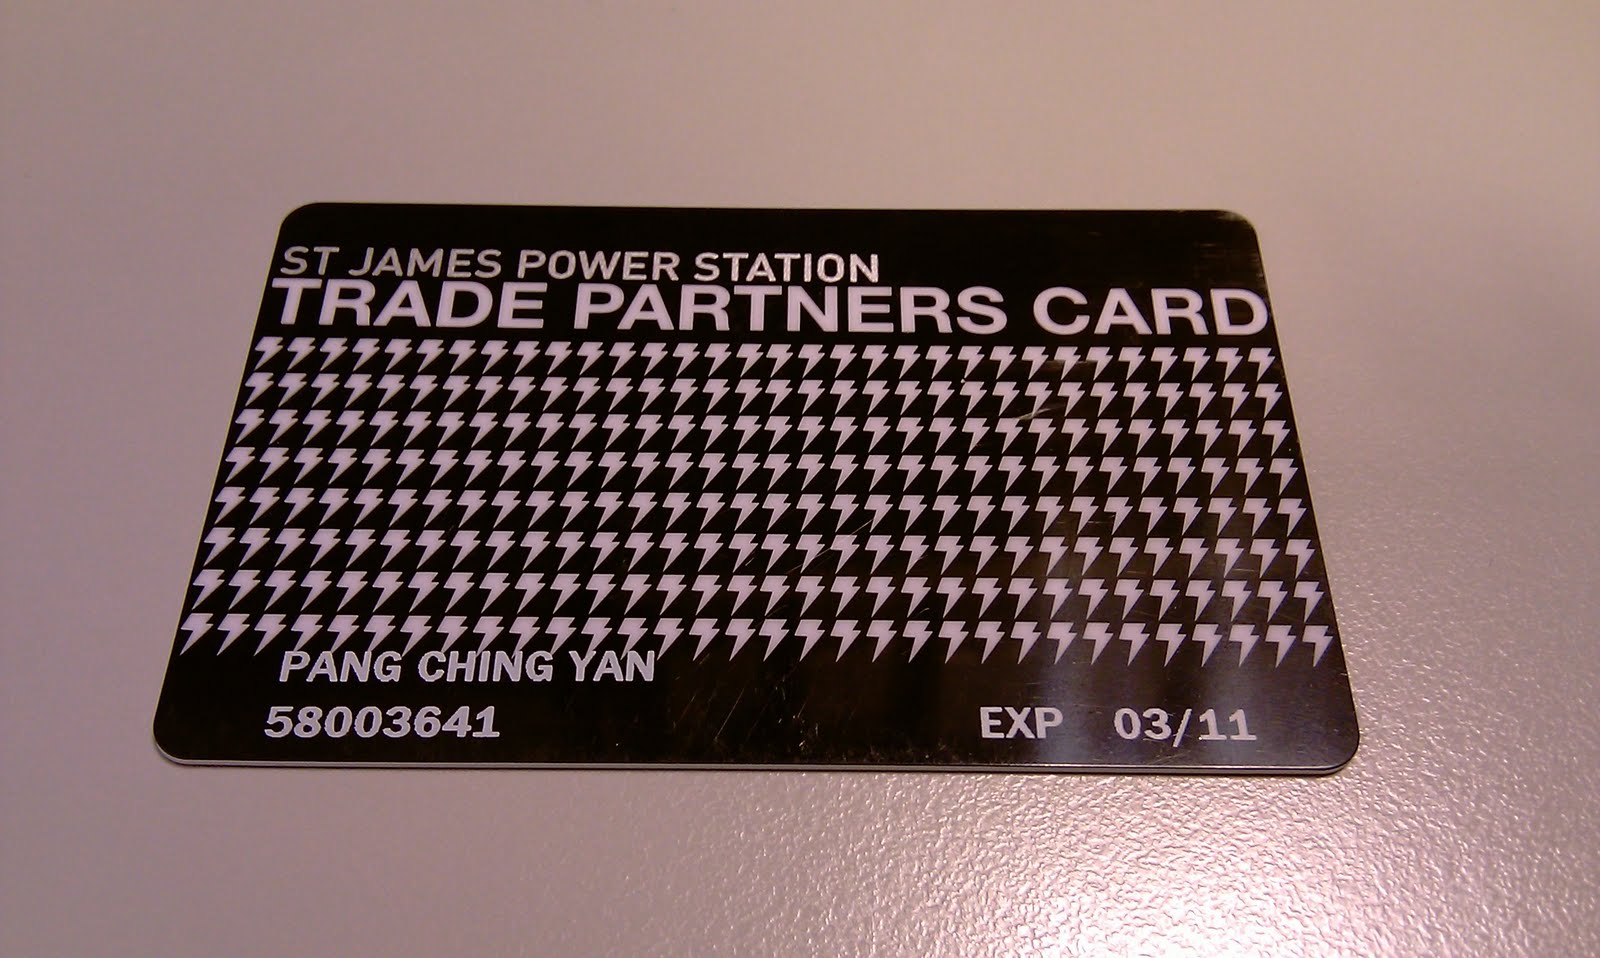 ST JAMES POWER STATION
TRADE PARTNERS CARD
PANG CHING YAN
58003641 EXP 03/11